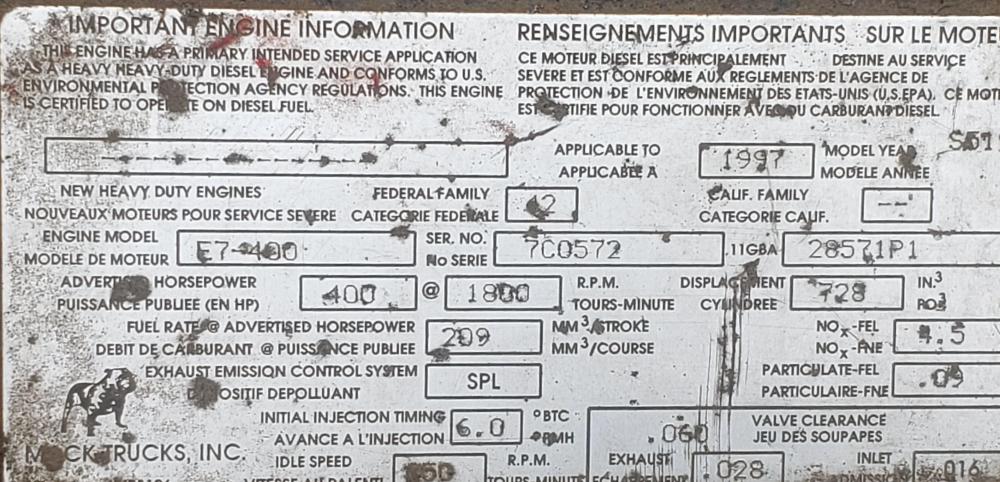 IMPORTANT ENGINE INFORMATION
THIS ENGINE HAS A PRIMARY INTENDED SERVICE APPLICATION
AS A HEAVY HEAVY-DUTY DIESEL ENGINE AND CONFORMS TO U.S.
ENVIRONMENTAL PROTECTION AGENCY REGULATIONS. THIS ENGINE
IS CERTIFIED TO OPERATE ON DIESEL FUEL.
RENSEIGNEMENTS IMPORTANTS SUR LE MOTE
CE MOTEUR DIESEL EST PRINCIPALEMENT DESTINE AU SERVICE
SEVERE ET EST CONFORME AUX REGLEMENTS DE L'AGENCE DE
PROTECTION DE L'ENVIRONNEMENT DES ETATS-UNIS (U.S.EPA). CE MOT
EST CERTIFIE POUR FONCTIONNER AVEC DU CARBURANT DIESEL.
APPLICABLE TO 1997 MODEL YEAR
APPLICABLE A MODELE ANNEE
NEW HEAVY DUTY ENGINES FEDERAL FAMILY CALIF. FAMILY --
NOUVEAUX MOTEURS POUR SERVICE SEVERE CATEGORIE FEDERALE CATEGORIE CALIF.
ENGINE MODEL E7-400 SER. NO. 7C0572 .11GBA 28571P1
MODELE DE MOTEUR No SERIE
ADVERTISED HORSEPOWER 400 @ 1800 R.P.M. DISPLACEMENT 728 IN.³
PUISSANCE PUBLIEE (EN HP) TOURS-MINUTE CYLINDREE PO.³
FUEL RATE @ ADVERTISED HORSEPOWER 209 MM³/STROKE NOx-FEL 4.5
DEBIT DE CARBURANT @ PUISSANCE PUBLIEE MM³/COURSE NOx-FNE
EXHAUST EMISSION CONTROL SYSTEM SPL PARTICULATE-FEL .09
DISPOSITIF DEPOLLUANT PARTICULAIRE-FNE
INITIAL INJECTION TIMING 6.0 °BTC .060 VALVE CLEARANCE
AVANCE A L'INJECTION °PMH JEU DES SOUPAPES
MACK TRUCKS, INC.
IDLE SPEED R.P.M. EXHAUST .028 INLET .016